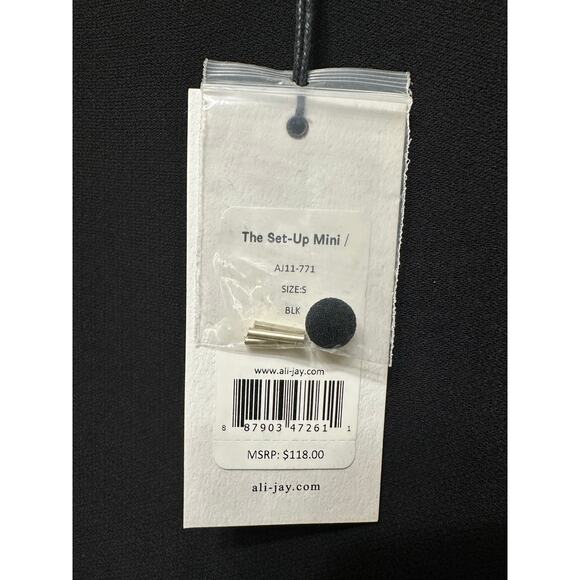 The Set-Up Mini /
AJ11-771
SIZE:S
BLK
www.ali-jay.com
8 87903 47261 1
MSRP: $118.00
ali-jay.com